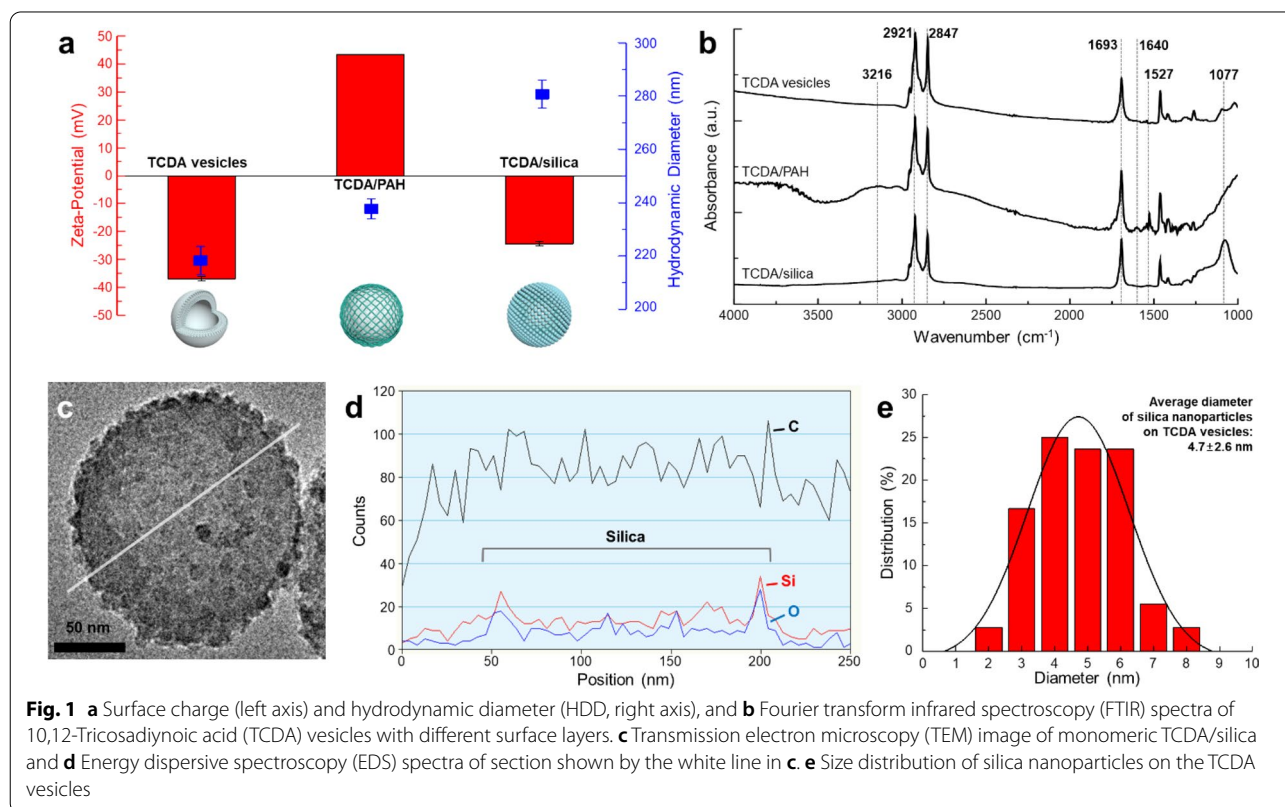 a
50
40
30
20
10
0
-10
-20
-30
-40
-50
Zeta-Potential (mV)
TCDA vesicles
TCDA/PAH
TCDA/silica
300
280
260
240
220
200
Hydrodynamic Diameter (nm)
b
2921
2847
3216
1693
1640
1527
1077
TCDA vesicles
TCDA/PAH
TCDA/silica
Absorbance (a.u.)
4000 3500 3000 2500 2000 1500 1000
Wavenumber (cm⁻¹)
c
50 nm
d
120
100
80
60
40
20
0
Counts
C
Silica
Si
O
0 50 100 150 200 250
Position (nm)
e
30
25
20
15
10
5
0
Distribution (%)
Average diameter
of silica nanoparticles
on TCDA vesicles:
4.7±2.6 nm
0 1 2 3 4 5 6 7 8 9 10
Diameter (nm)
Fig. 1 a Surface charge (left axis) and hydrodynamic diameter (HDD, right axis), and b Fourier transform infrared spectroscopy (FTIR) spectra of
10,12-Tricosadiynoic acid (TCDA) vesicles with different surface layers. c Transmission electron microscopy (TEM) image of monomeric TCDA/silica
and d Energy dispersive spectroscopy (EDS) spectra of section shown by the white line in c. e Size distribution of silica nanoparticles on the TCDA
vesicles